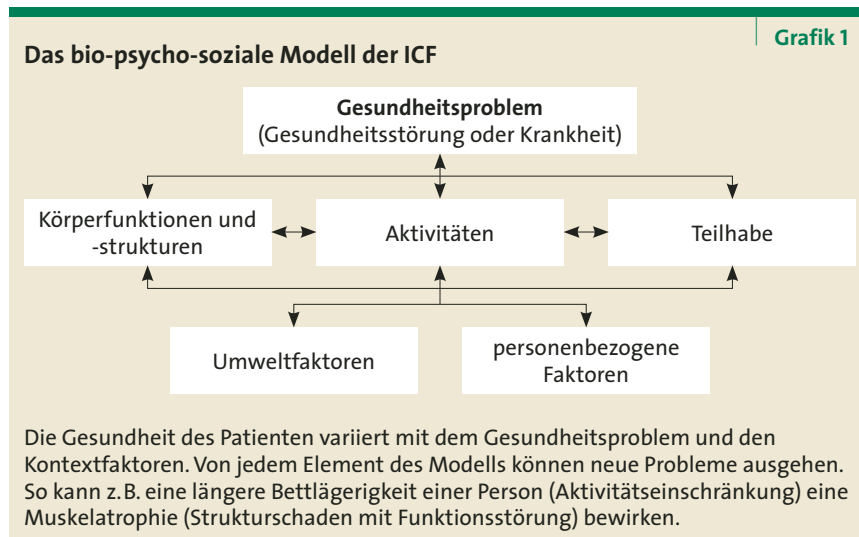 Grafik 1
Das bio-psycho-soziale Modell der ICF
Gesundheitsproblem
(Gesundheitsstörung oder Krankheit)
Körperfunktionen und
-strukturen
Aktivitäten
Teilhabe
Umweltfaktoren
personenbezogene
Faktoren
Die Gesundheit des Patienten variiert mit dem Gesundheitsproblem und den
Kontextfaktoren. Von jedem Element des Modells können neue Probleme ausgehen.
So kann z.B. eine längere Bettlägerigkeit einer Person (Aktivitätseinschränkung) eine
Muskelatrophie (Strukturschaden mit Funktionsstörung) bewirken.